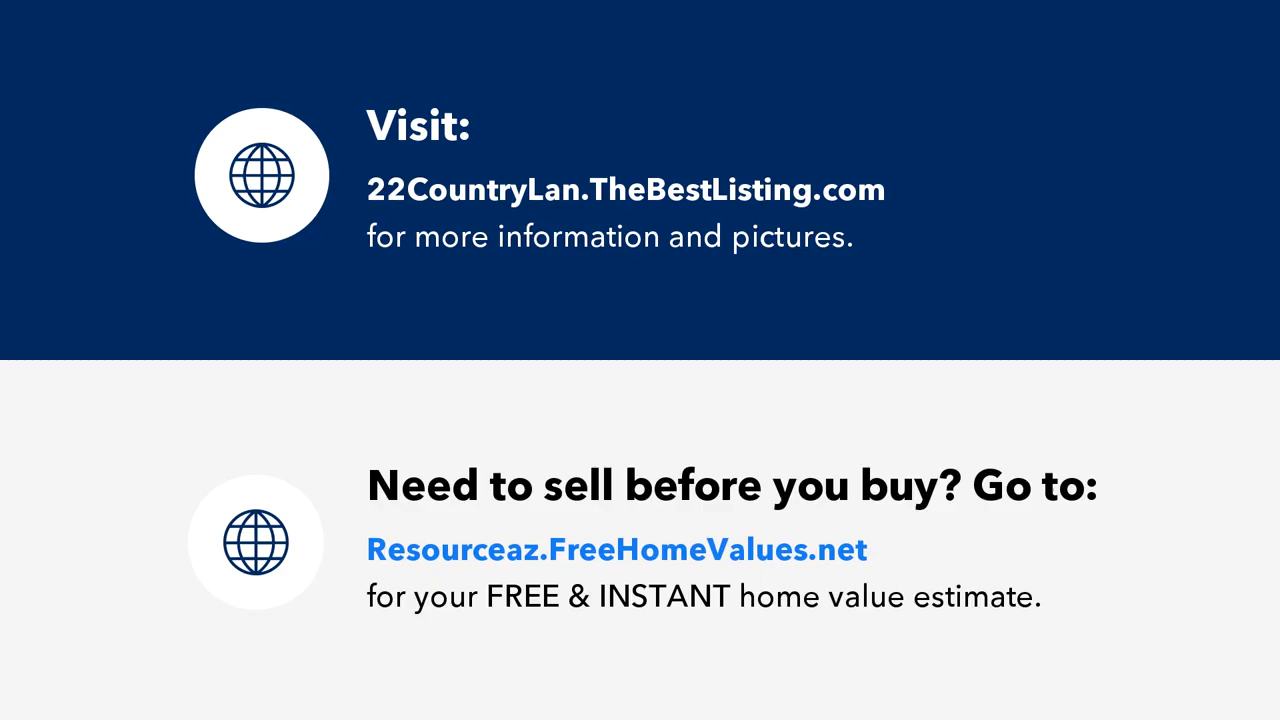 Visit:
22CountryLan.TheBestListing.com
for more information and pictures.
Need to sell before you buy? Go to:
Resourceaz.FreeHomeValues.net
for your FREE & INSTANT home value estimate.